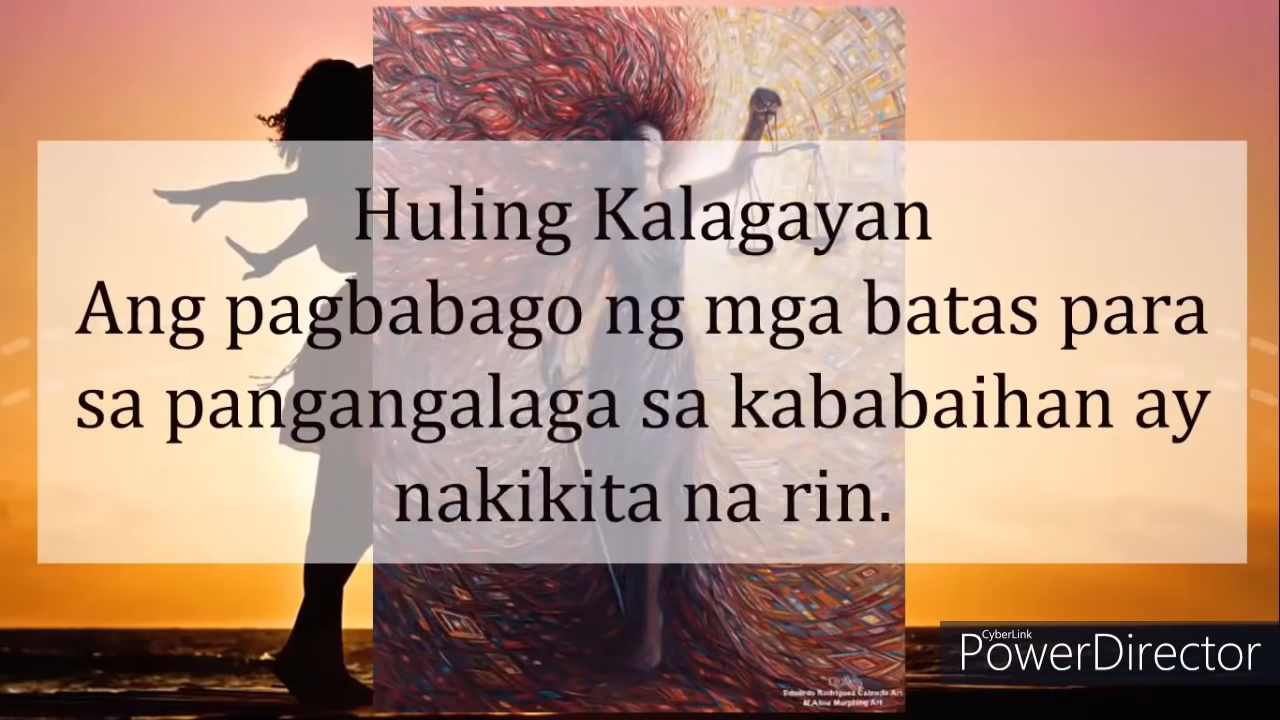 Huling Kalagayan
Ang pagbabago ng mga batas para
sa pangangalaga sa kababaihan ay
nakikita na rin.
CyberLink
PowerDirector